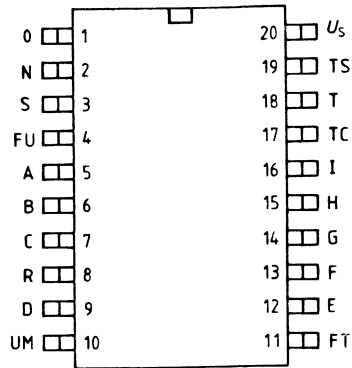 0 1 20 Us
N 2 19 TS
S 3 18 T
FU 4 17 TC
A 5 16 I
B 6 15 H
C 7 14 G
R 8 13 F
D 9 12 E
UM 10 11 FT